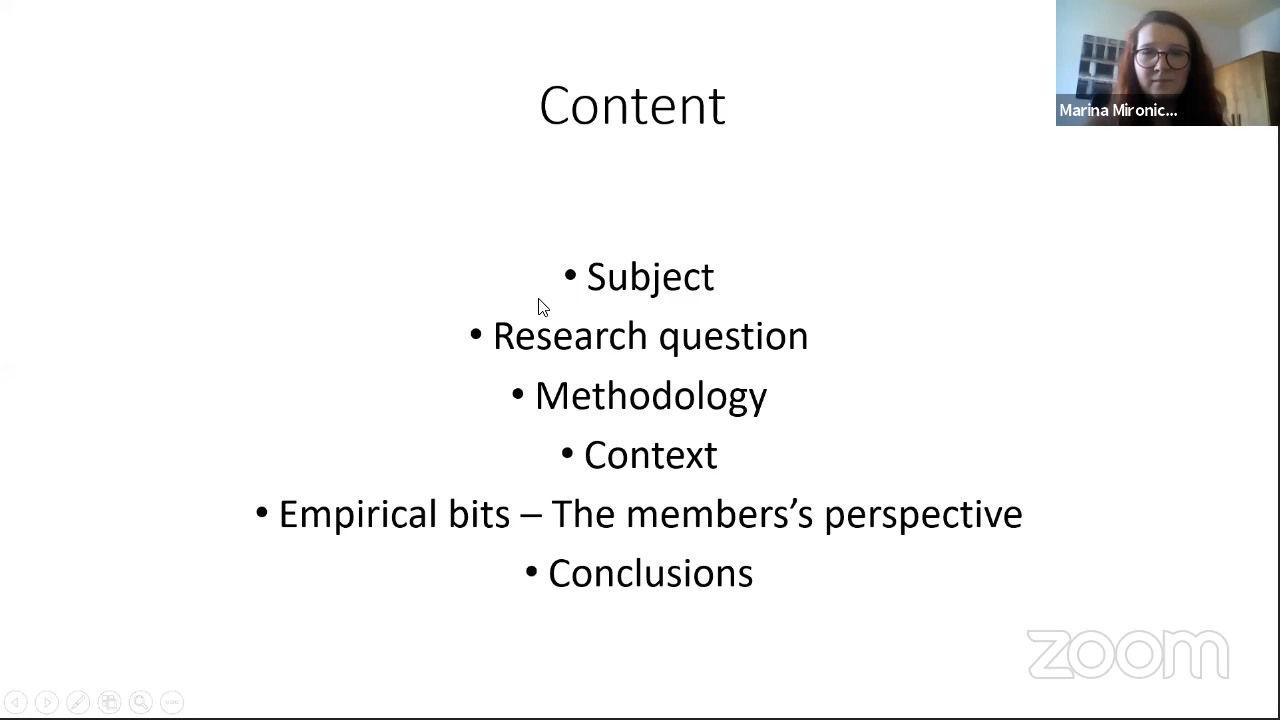 Content
Marina Mironic...
• Subject
• Research question
• Methodology
• Context
• Empirical bits – The members’s perspective
• Conclusions
zoom